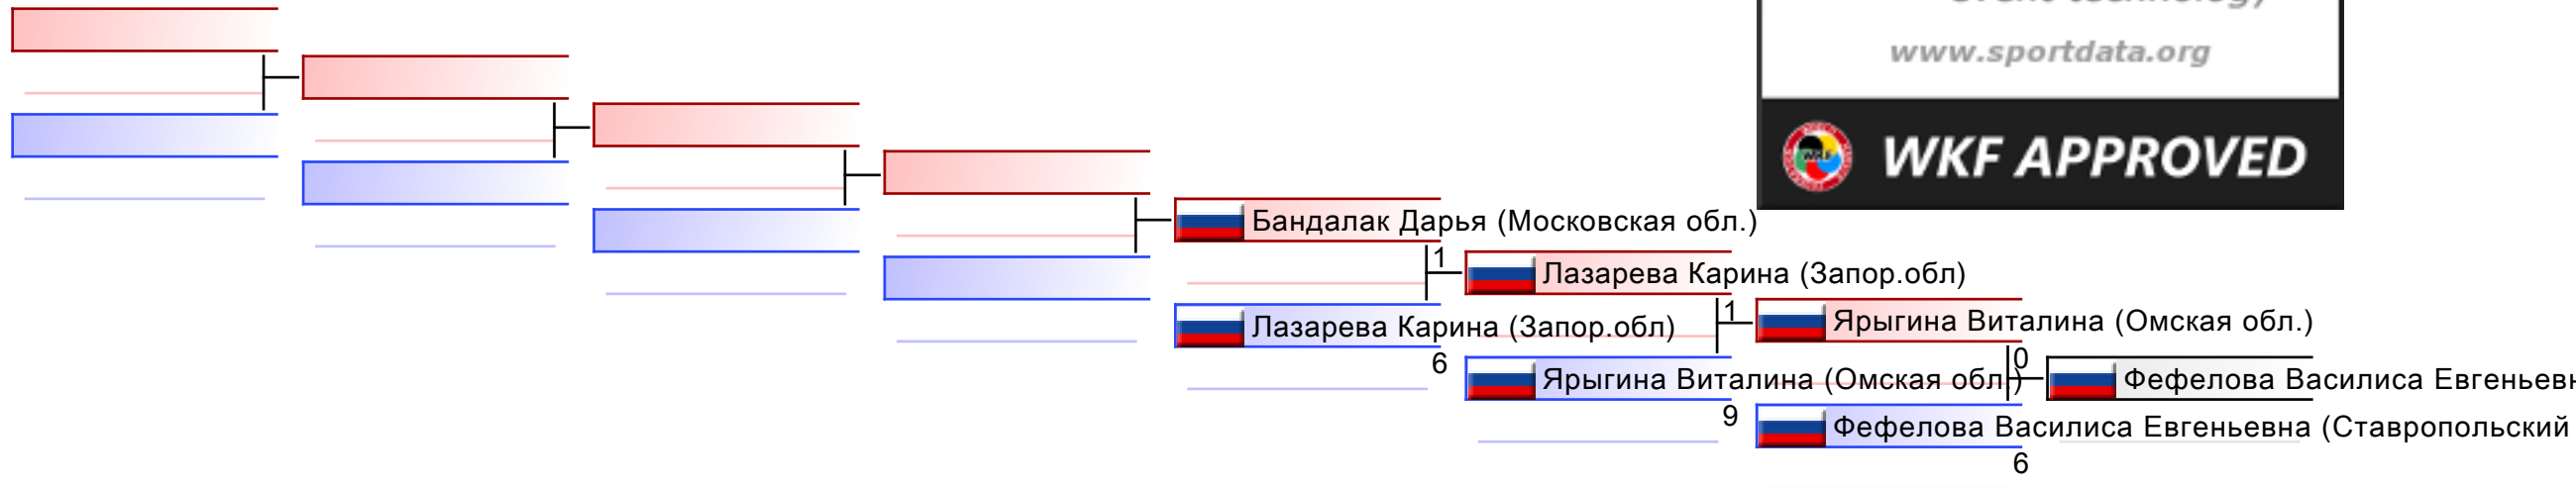 event technology
www.sportdata.org
WKF APPROVED
Бандалак Дарья (Московская обл.)
1
Лазарева Карина (Запор.обл)
Лазарева Карина (Запор.обл)
6
1
Ярыгина Виталина (Омская обл.)
Ярыгина Виталина (Омская обл.)
9
0
Фефелова Василиса Евгеньевн
Фефелова Василиса Евгеньевна (Ставропольский
6